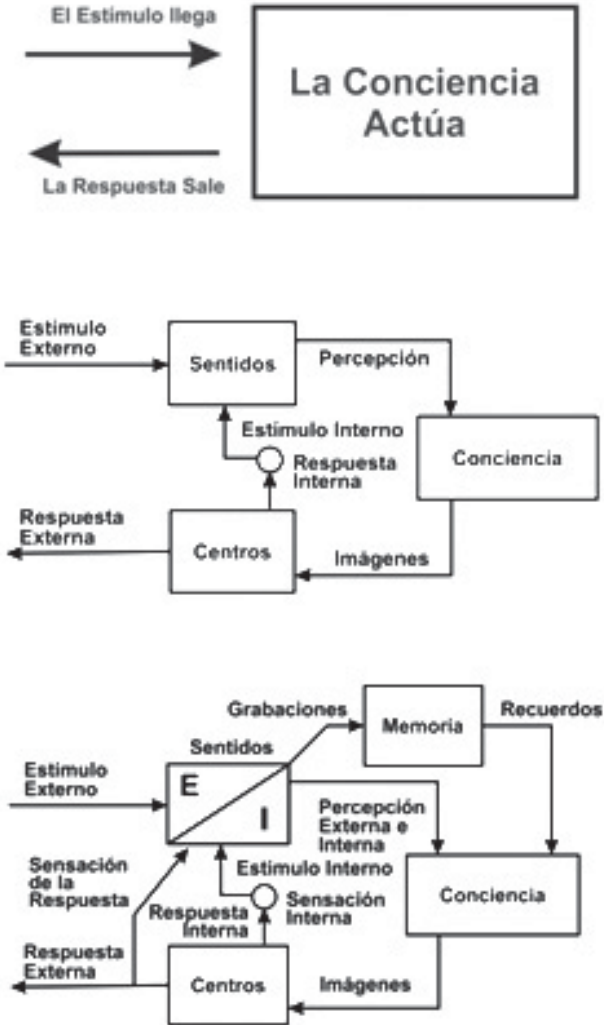 El Estimulo llega
La Conciencia
Actúa
La Respuesta Sale
Estimulo
Externo
Sentidos
Percepción
Estímulo Interno
Respuesta
Interna
Conciencia
Respuesta
Externa
Centros
Imágenes
Grabaciones
Memoria
Recuerdos
Sentidos
Estimulo
Externo
E
I
Percepción
Externa e
Interna
Sensación
de la
Respuesta
Estimulo Interno
Respuesta
Interna
Sensación
Interna
Conciencia
Respuesta
Externa
Centros
Imágenes